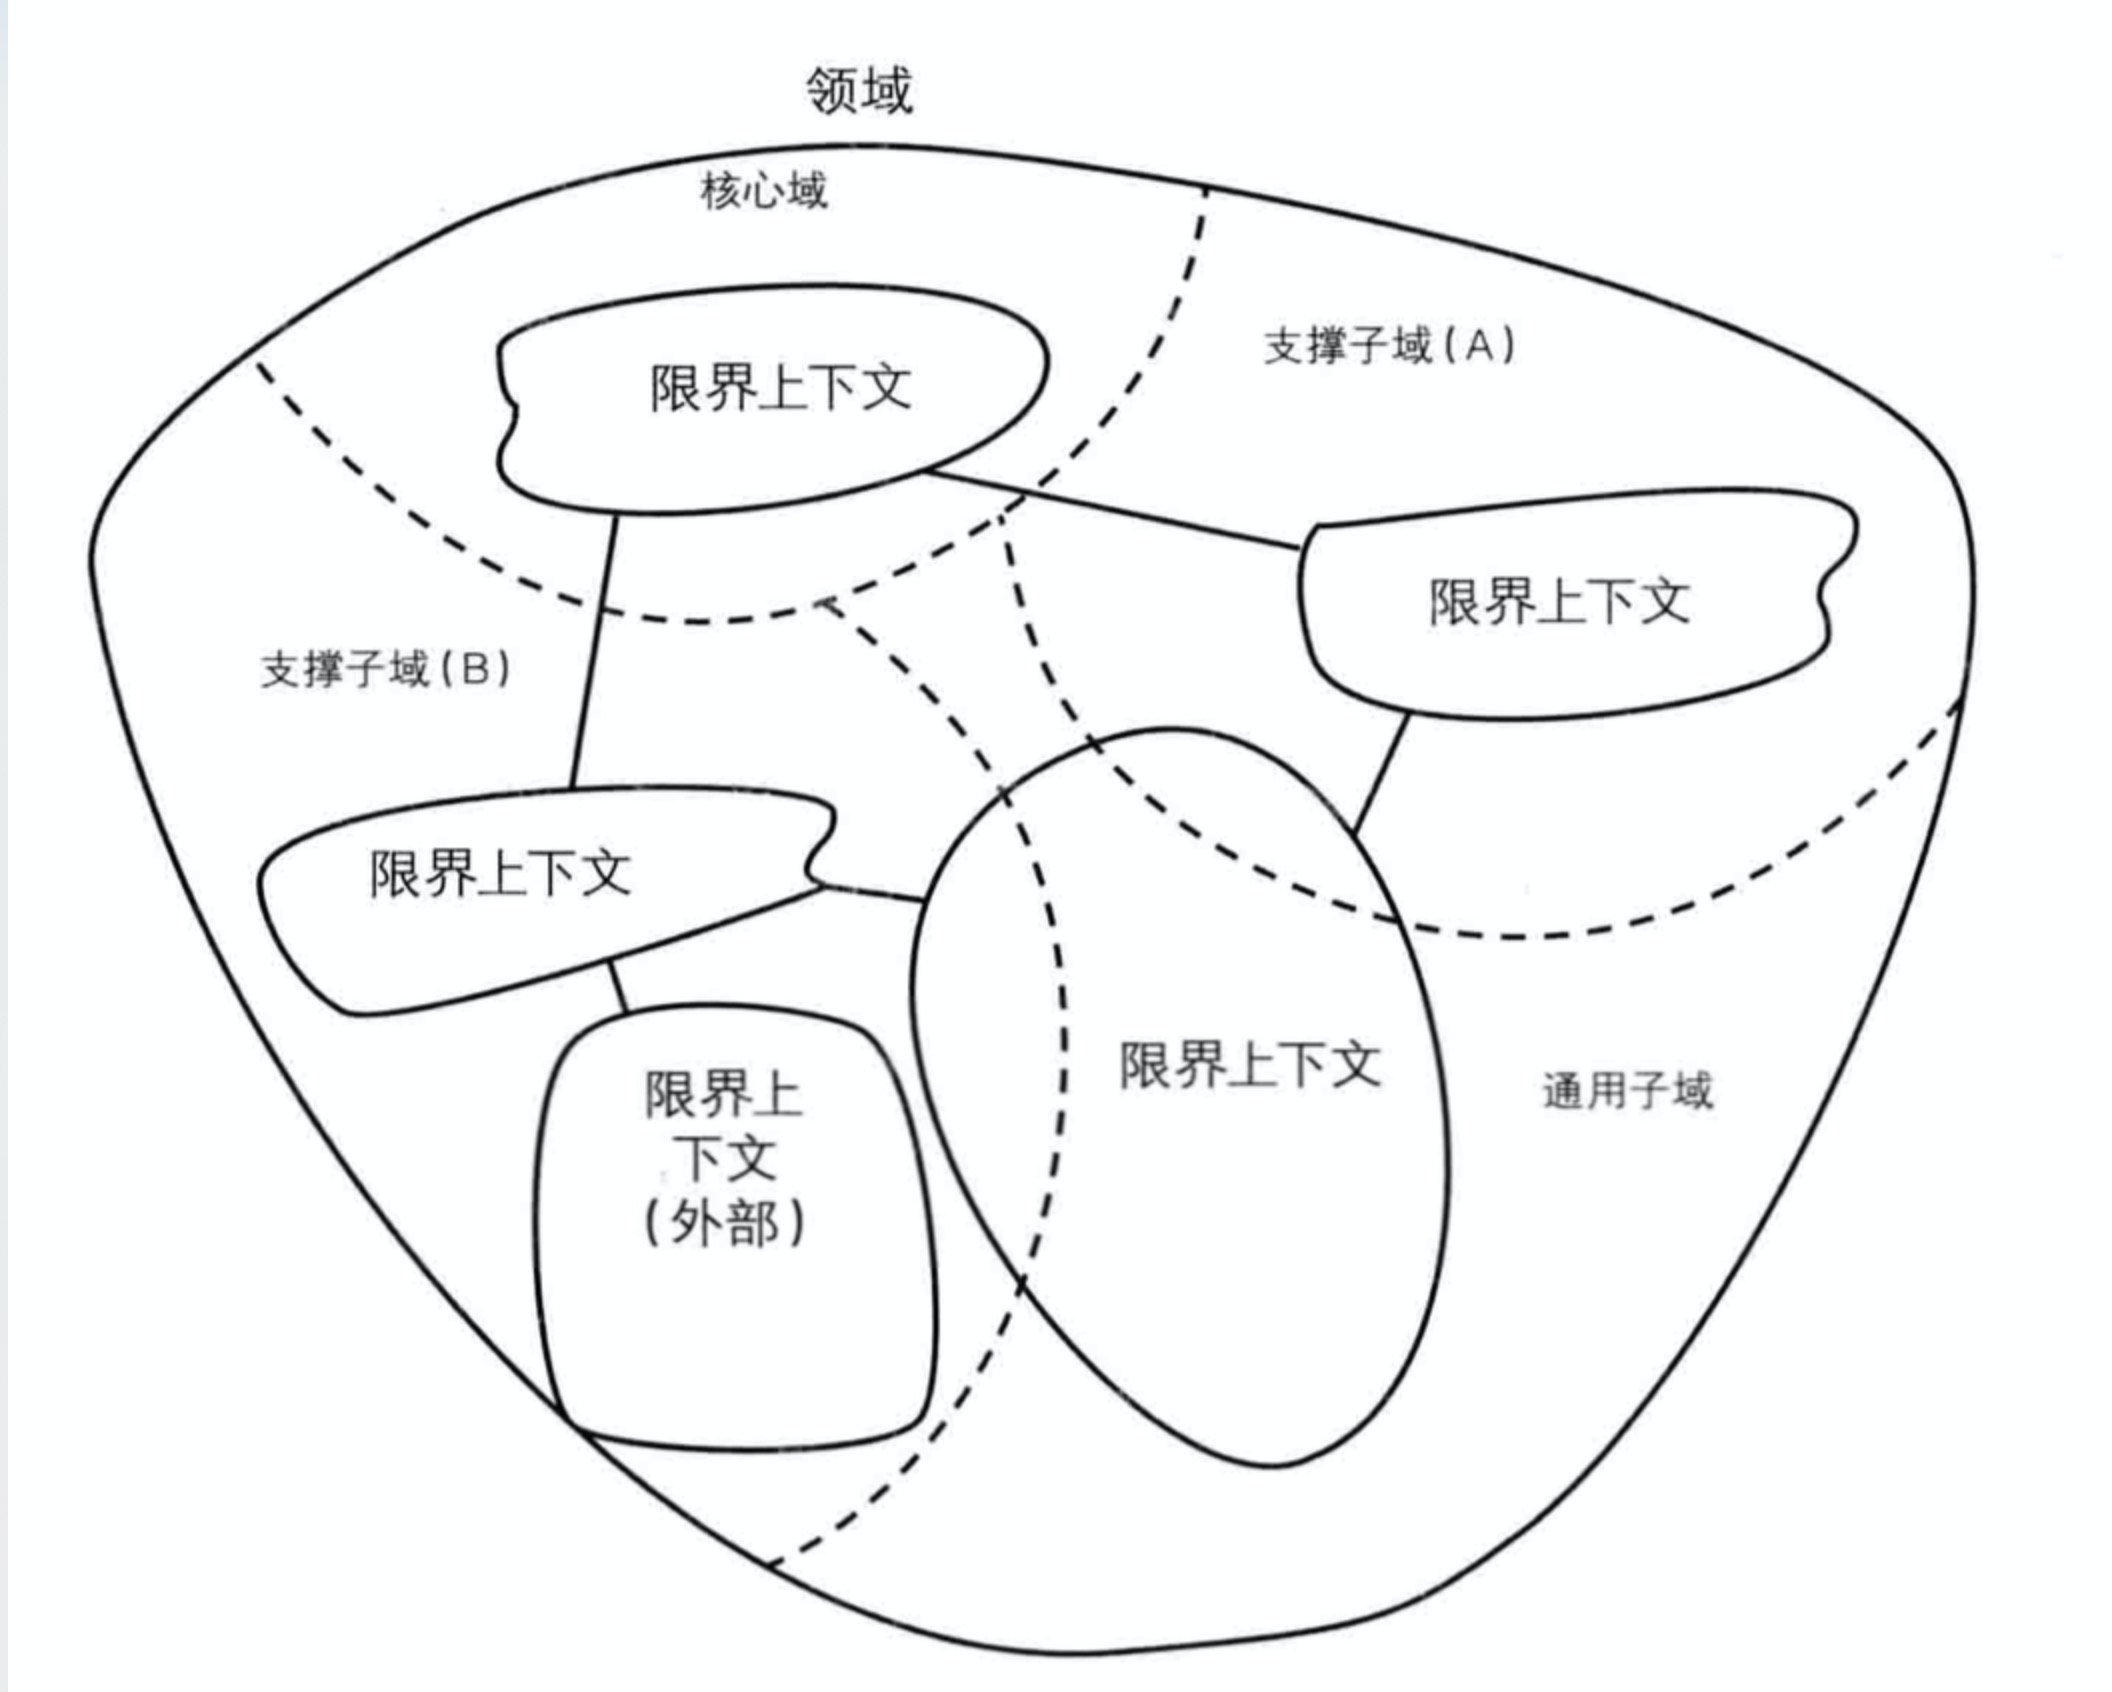 领域
核心域
支撑子域(A)
限界上下文
限界上下文
支撑子域(B)
限界上下文
限界上
下文
(外部)
限界上下文
通用子域